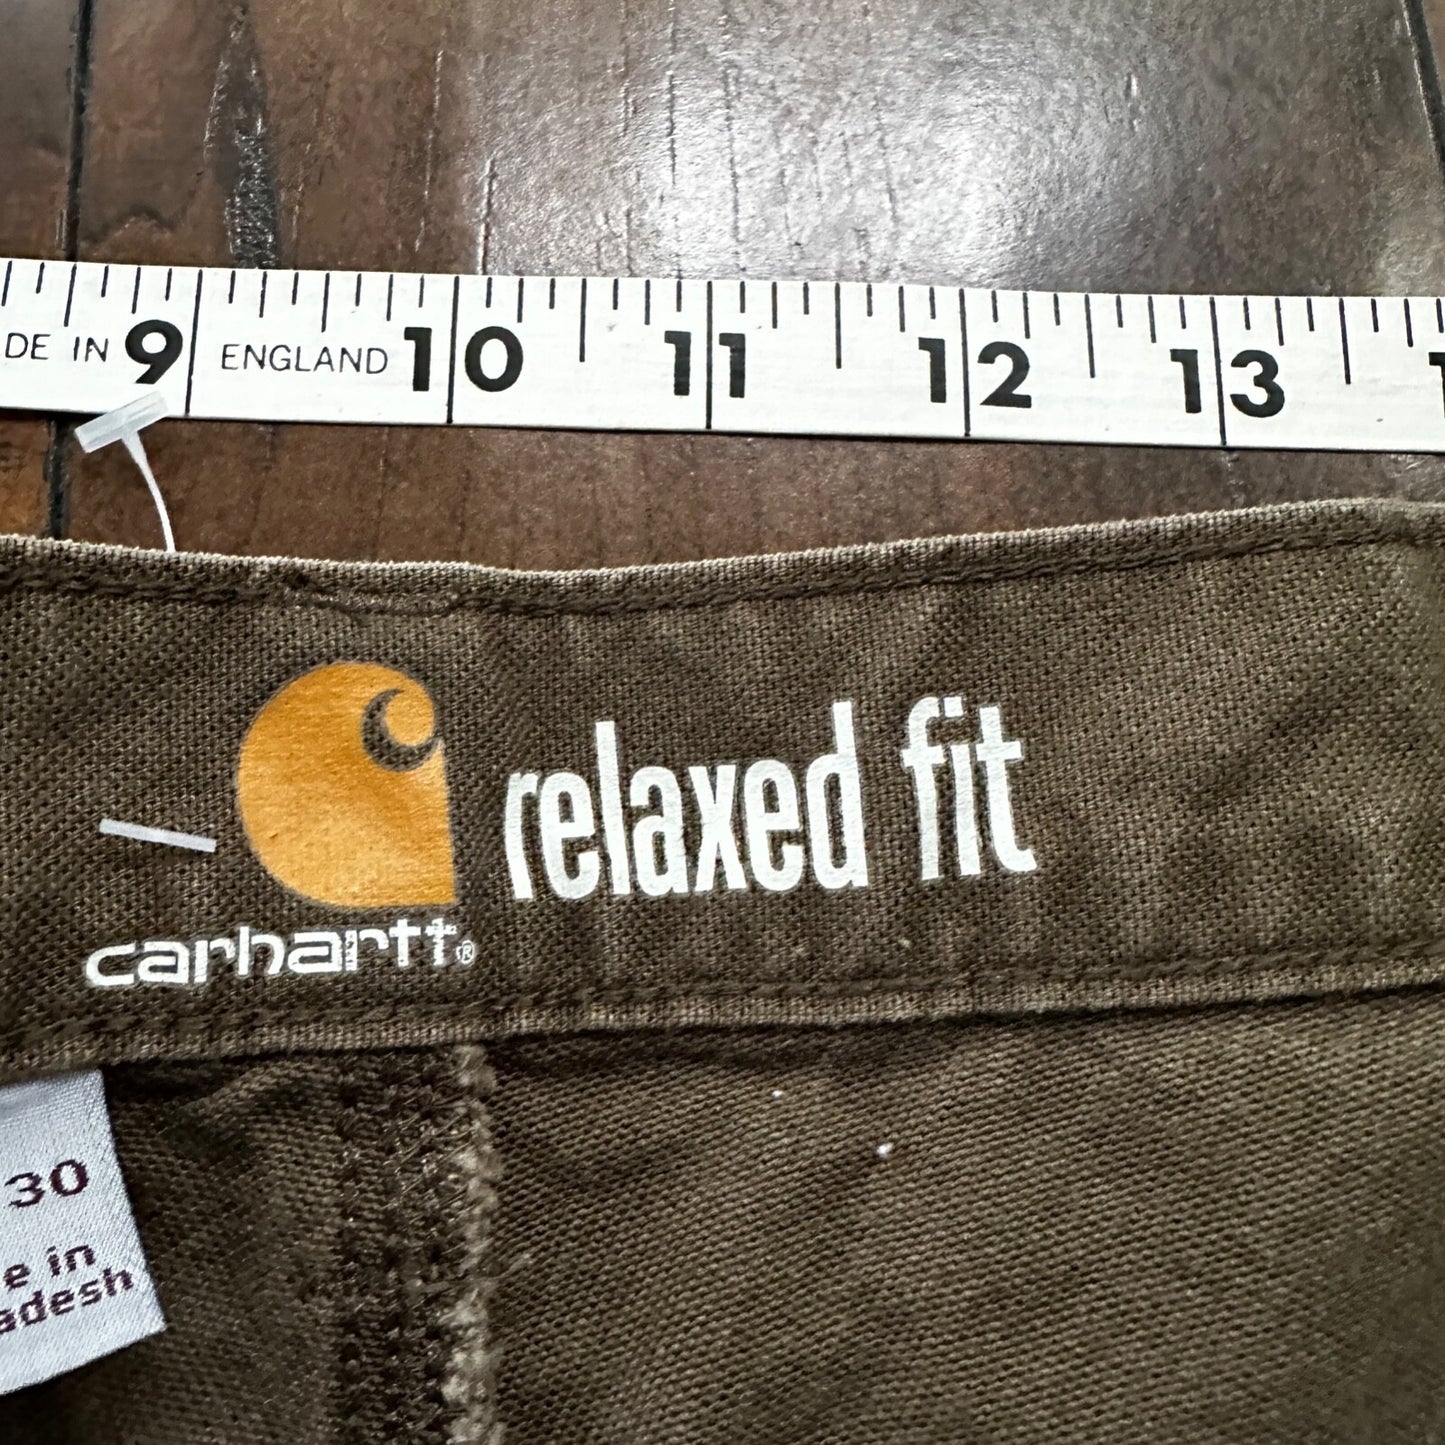 DE IN 9 ENGLAND 10 11 12 13
relaxed fit
carhartt®
30
e in
adesh